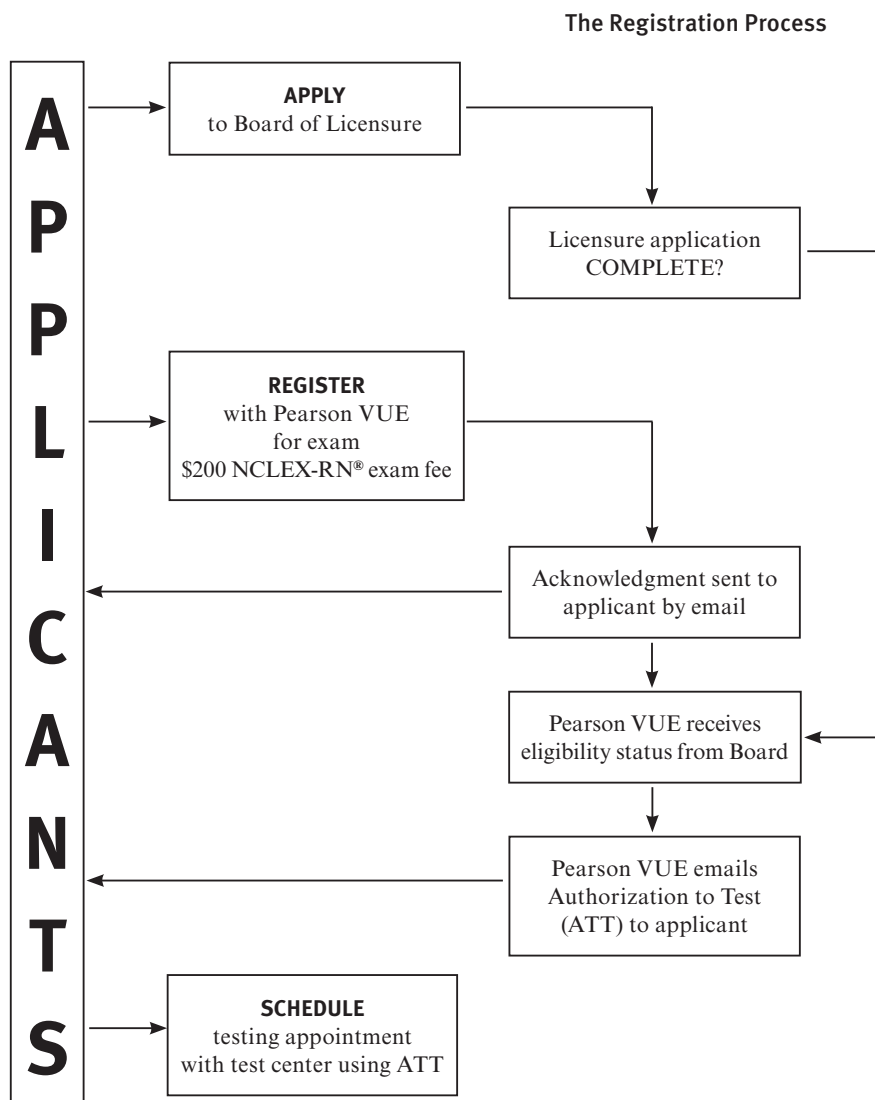 The Registration Process
APPLICANTS
APPLY
to Board of Licensure
Licensure application
COMPLETE?
REGISTER
with Pearson VUE
for exam
$200 NCLEX-RN® exam fee
Acknowledgment sent to
applicant by email
Pearson VUE receives
eligibility status from Board
Pearson VUE emails
Authorization to Test
(ATT) to applicant
SCHEDULE
testing appointment
with test center using ATT